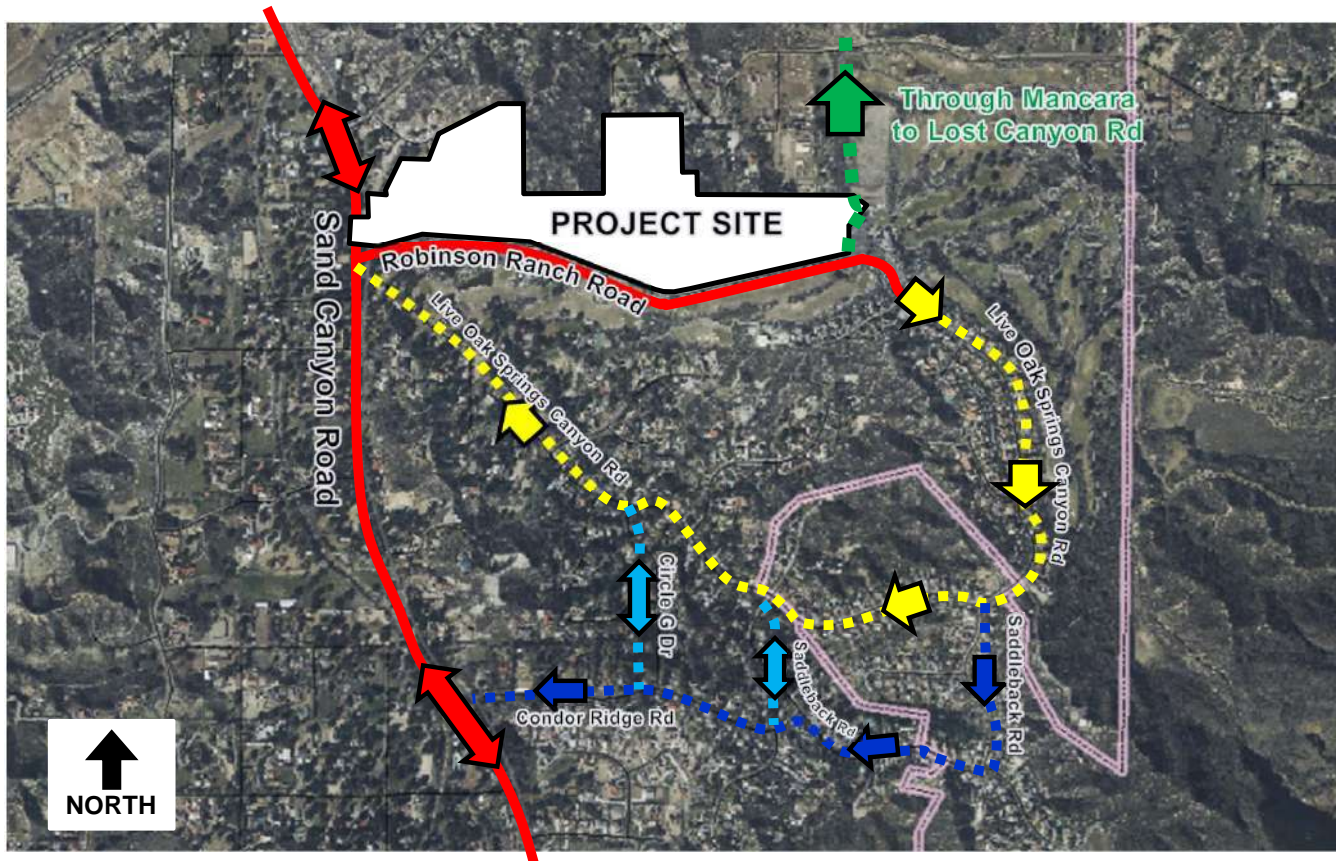 Through Mancara
to Lost Canyon Rd
PROJECT SITE
Sand Canyon Road
Robinson Ranch Road
Live Oak Springs Canyon Rd
Live Oak Springs Canyon Rd
Circle G Dr
Saddleback Rd
Saddleback Rd
Condor Ridge Rd
NORTH